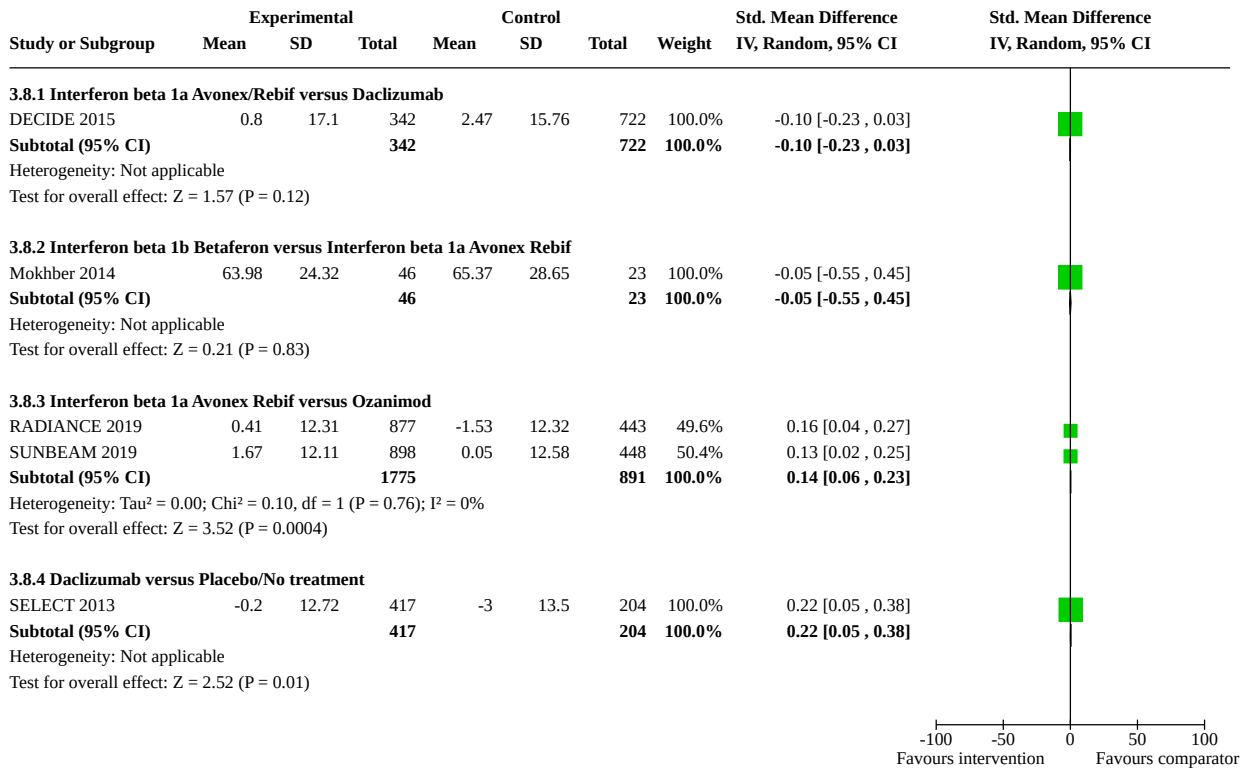 Experimental Control Std. Mean Difference Std. Mean Difference
Study or Subgroup Mean SD Total Mean SD Total Weight IV, Random, 95% CI IV, Random, 95% CI
3.8.1 Interferon beta 1a Avonex/Rebif versus Daclizumab
DECIDE 2015 0.8 17.1 342 2.47 15.76 722 100.0% -0.10 [-0.23 , 0.03]
Subtotal (95% CI) 342 722 100.0% -0.10 [-0.23 , 0.03]
Heterogeneity: Not applicable
Test for overall effect: Z = 1.57 (P = 0.12)
3.8.2 Interferon beta 1b Betaferon versus Interferon beta 1a Avonex Rebif
Mokhber 2014 63.98 24.32 46 65.37 28.65 23 100.0% -0.05 [-0.55 , 0.45]
Subtotal (95% CI) 46 23 100.0% -0.05 [-0.55 , 0.45]
Heterogeneity: Not applicable
Test for overall effect: Z = 0.21 (P = 0.83)
3.8.3 Interferon beta 1a Avonex Rebif versus Ozanimod
RADIANCE 2019 0.41 12.31 877 -1.53 12.32 443 49.6% 0.16 [0.04 , 0.27]
SUNBEAM 2019 1.67 12.11 898 0.05 12.58 448 50.4% 0.13 [0.02 , 0.25]
Subtotal (95% CI) 1775 891 100.0% 0.14 [0.06 , 0.23]
Heterogeneity: Tau² = 0.00; Chi² = 0.10, df = 1 (P = 0.76); I² = 0%
Test for overall effect: Z = 3.52 (P = 0.0004)
3.8.4 Daclizumab versus Placebo/No treatment
SELECT 2013 -0.2 12.72 417 -3 13.5 204 100.0% 0.22 [0.05 , 0.38]
Subtotal (95% CI) 417 204 100.0% 0.22 [0.05 , 0.38]
Heterogeneity: Not applicable
Test for overall effect: Z = 2.52 (P = 0.01)
-100 -50 0 50 100
Favours intervention Favours comparator